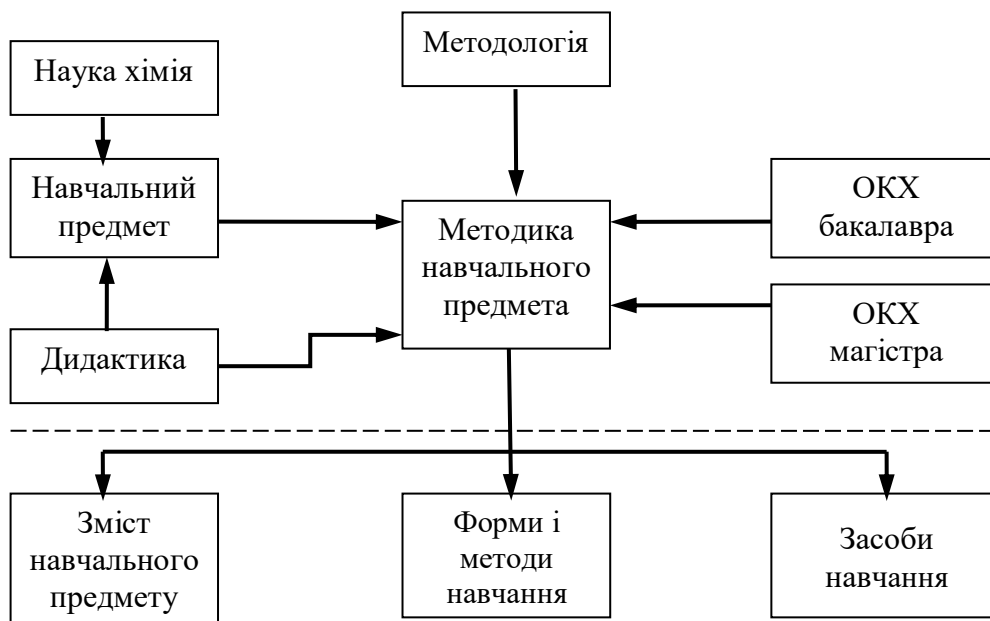 Методологія
Наука хімія
Навчальний
предмет
Методика
навчального
предмета
ОКХ
бакалавра
ОКХ
магістра
Дидактика
Зміст
навчального
предмету
Форми і
методи
навчання
Засоби
навчання